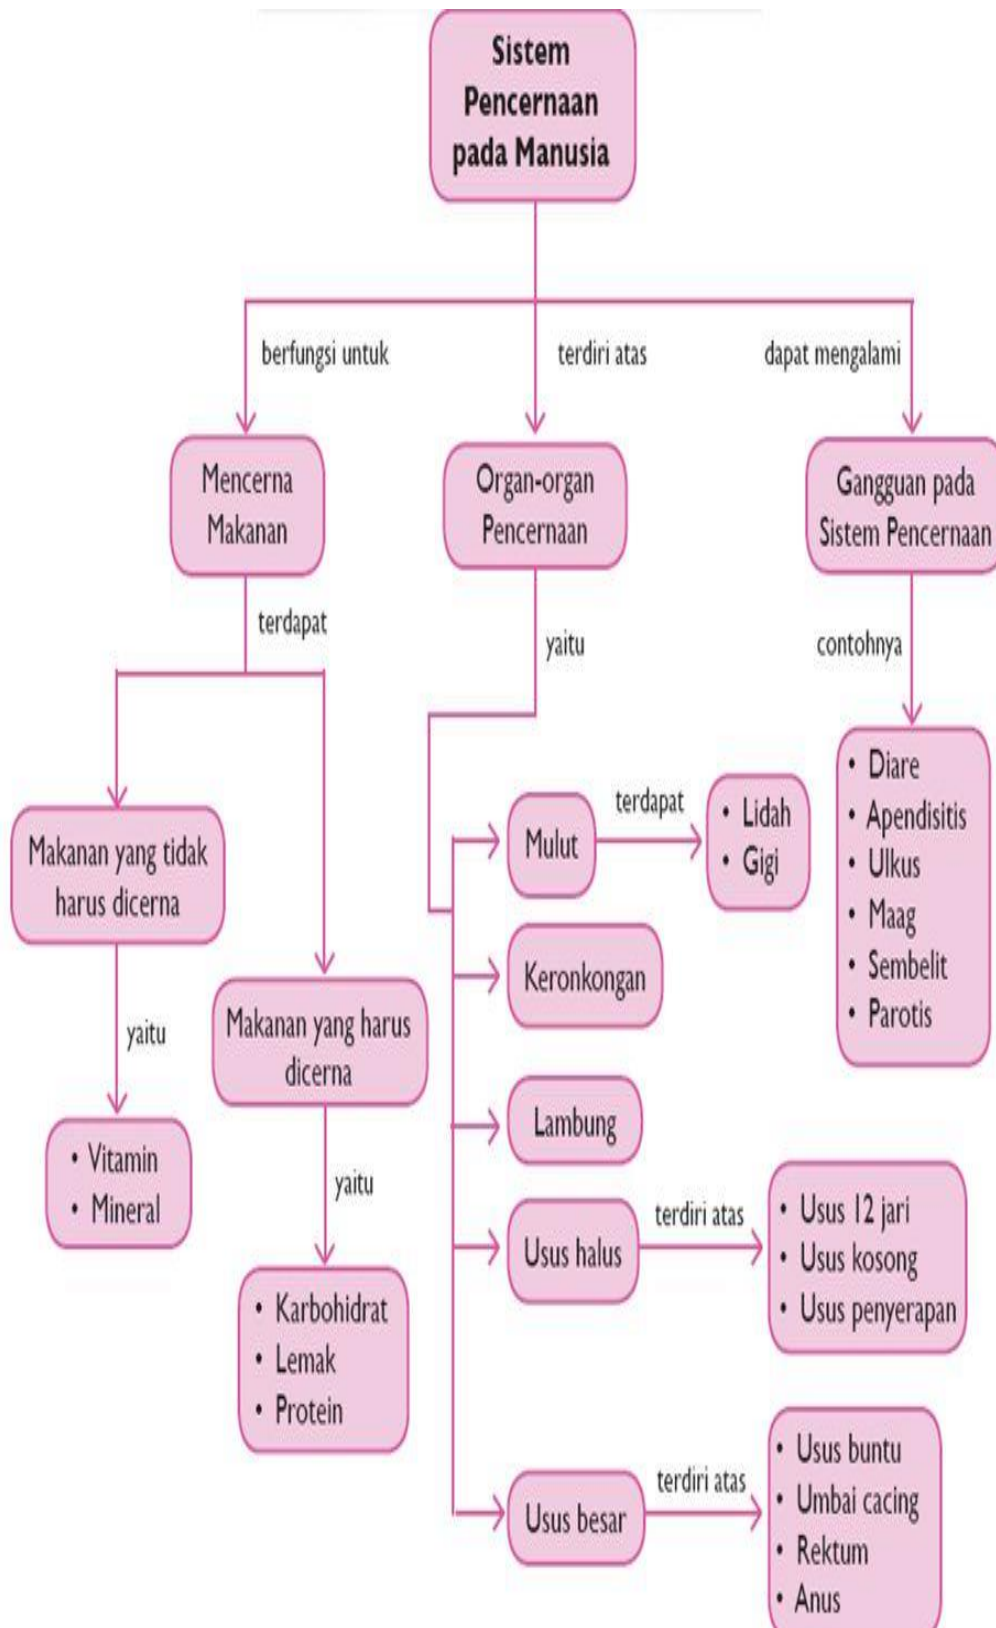 Sistem
Pencernaan
pada Manusia
berfungsi untuk
terdiri atas
dapat mengalami
Mencerna
Makanan
Organ-organ
Pencernaan
Gangguan pada
Sistem Pencernaan
terdapat
yaitu
contohnya
Makanan yang tidak
harus dicerna
yaitu
• Vitamin
• Mineral
Makanan yang harus
dicerna
yaitu
• Karbohidrat
• Lemak
• Protein
Mulut
terdapat
• Lidah
• Gigi
Keronkongan
Lambung
Usus halus
terdiri atas
• Usus 12 jari
• Usus kosong
• Usus penyerapan
Usus besar
terdiri atas
• Usus buntu
• Umbai cacing
• Rektum
• Anus
• Diare
• Apendisitis
• Ulkus
• Maag
• Sembelit
• Parotis